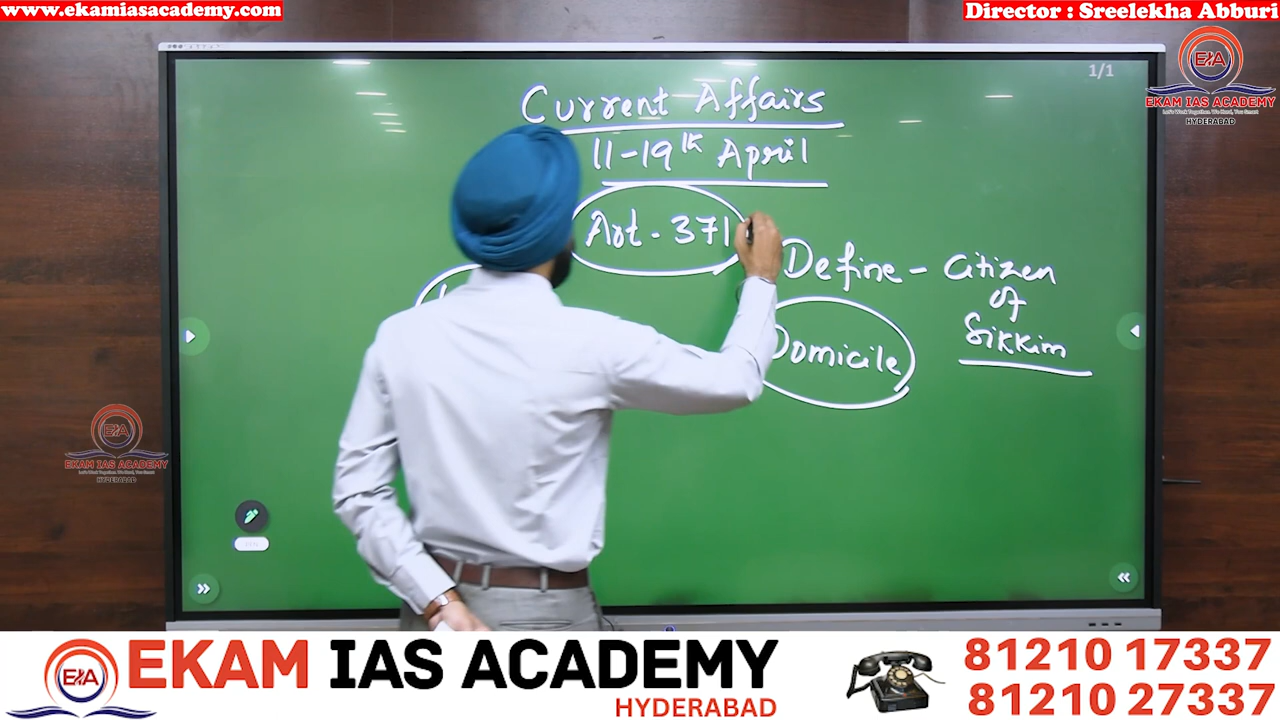 www.ekamiasacademy.com
Director : Sreelekha Abburi
1/1
EKAM IAS ACADEMY
HYDERABAD
Current Affairs
11-19th April
Art - 371
Define - Citizen
of
Sikkim
Domicile
EKAM IAS ACADEMY
HYDERABAD
EKAM IAS ACADEMY
HYDERABAD
81210 17337
81210 27337